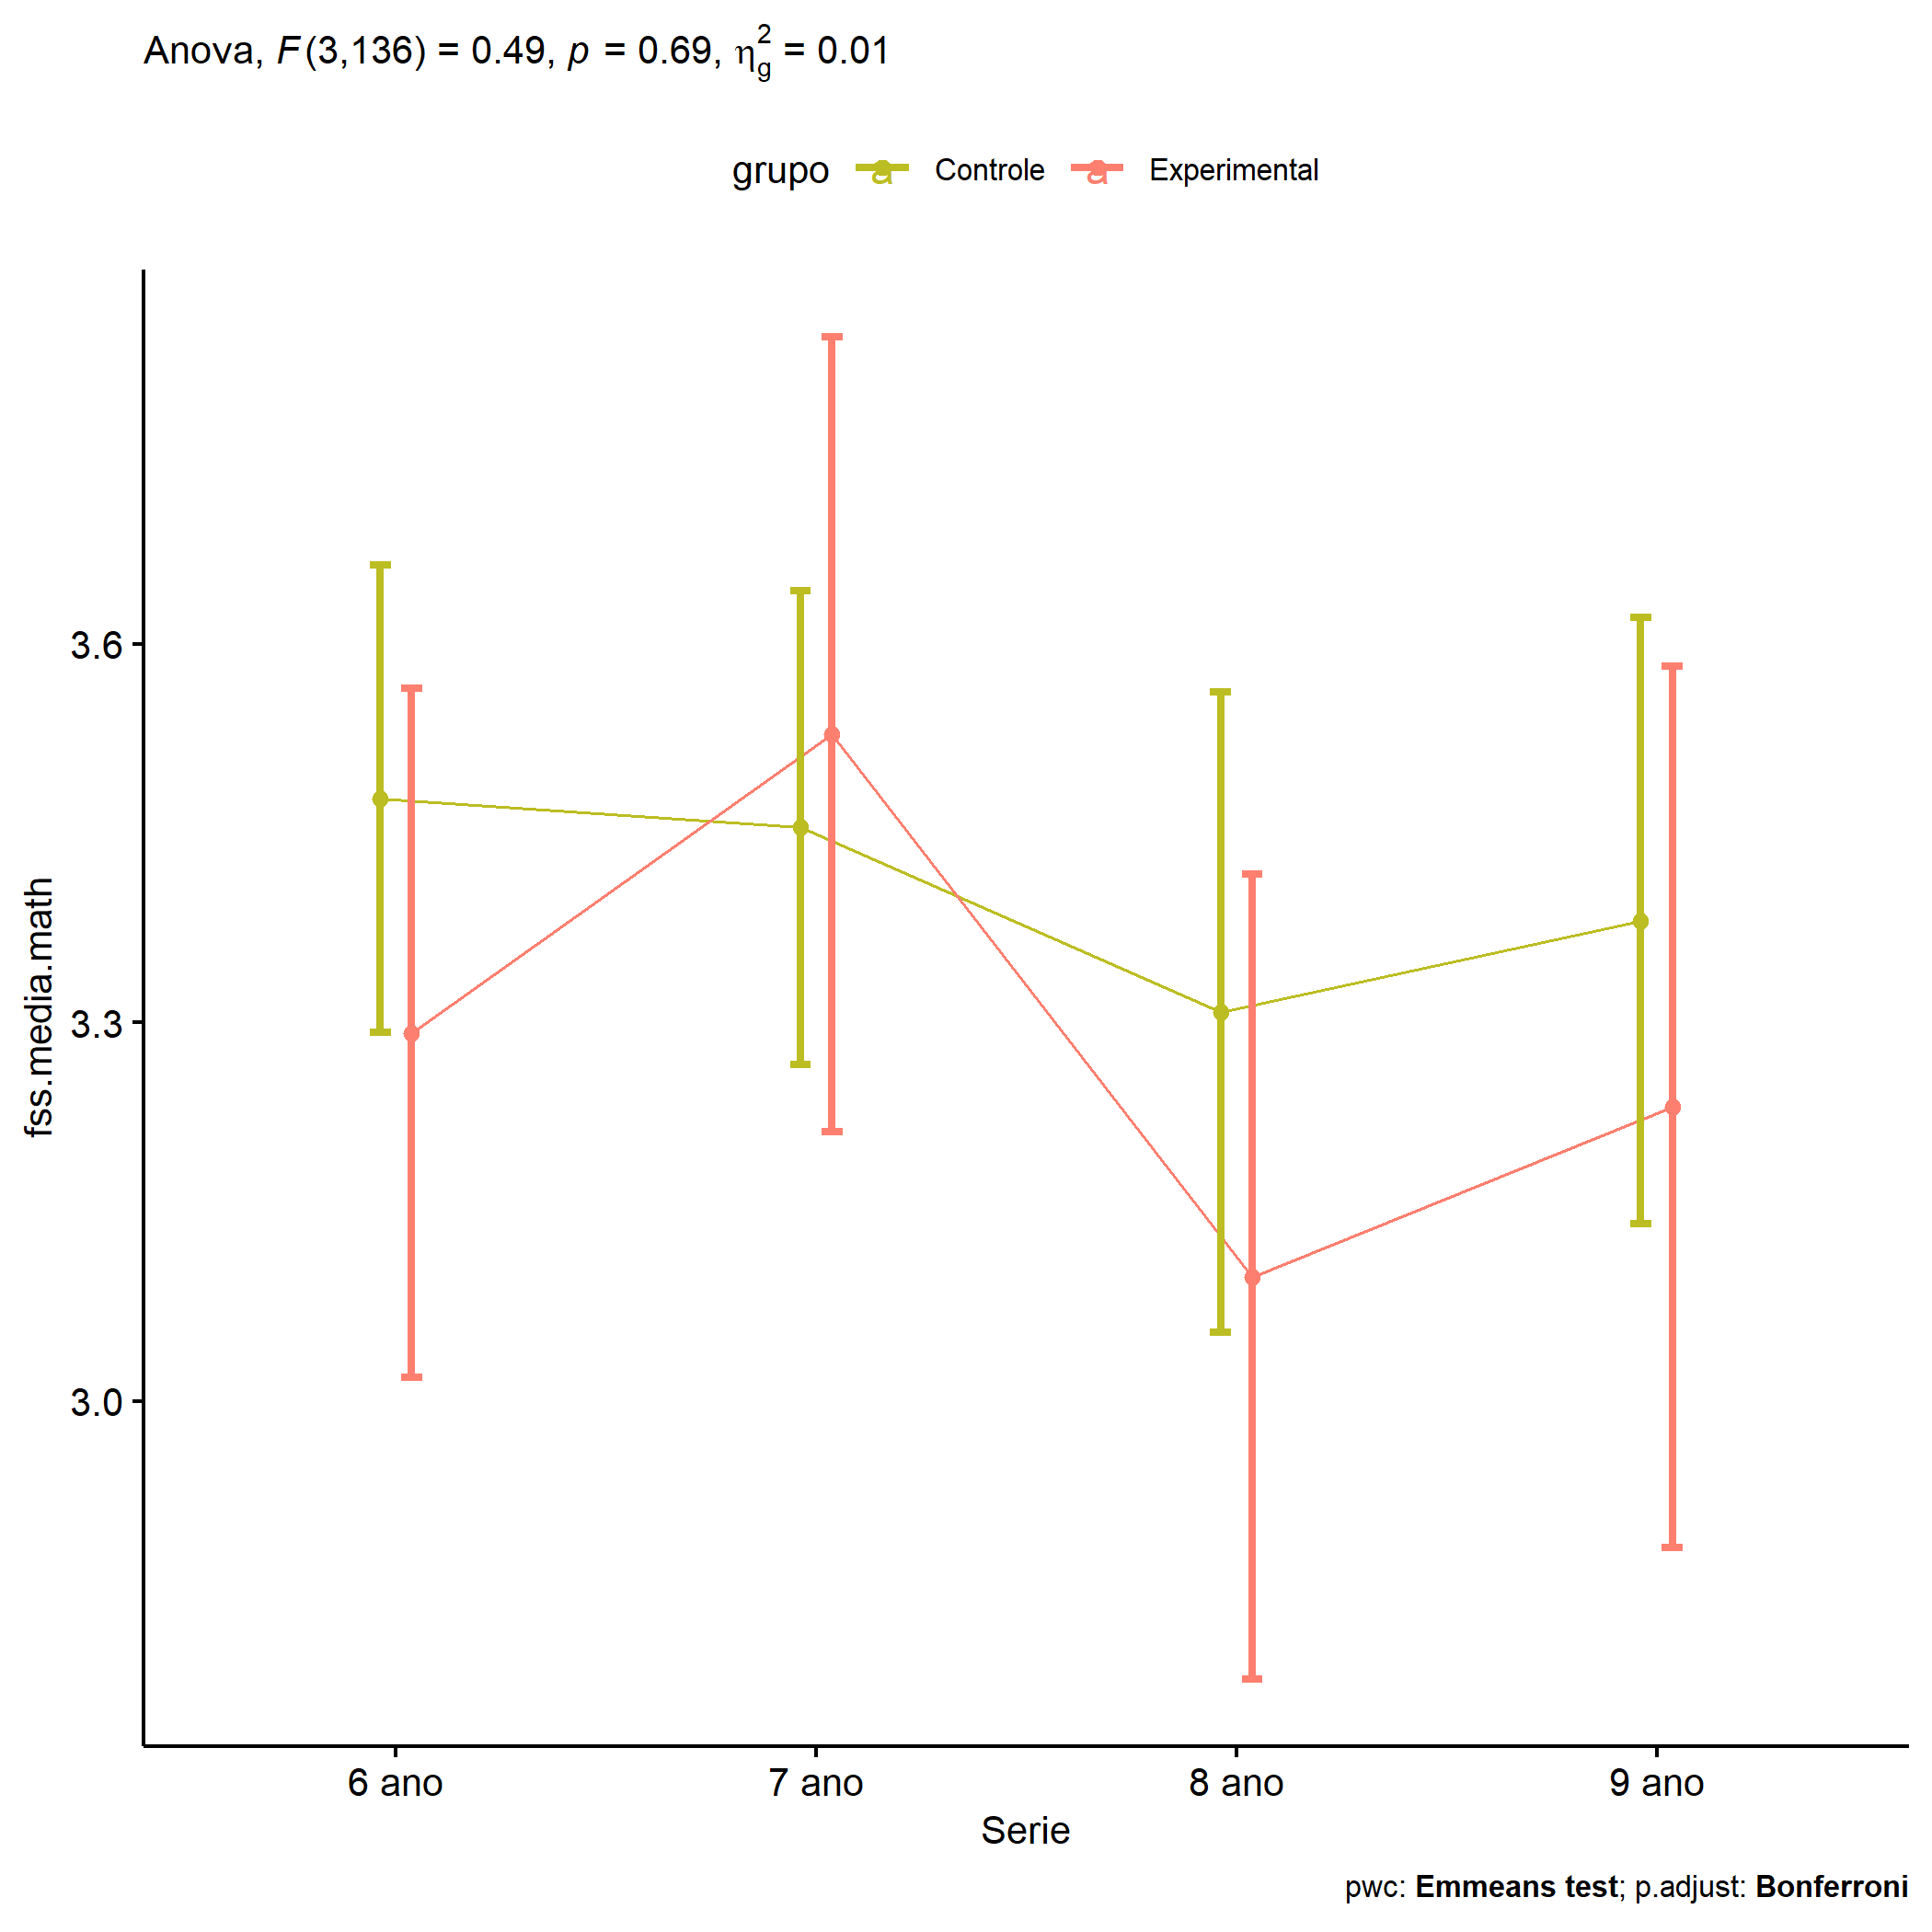 Anova, F(3,136) = 0.49, p = 0.69, η²g = 0.01
grupo a Controle a Experimental
fss.media.math
3.6
3.3
3.0
6 ano 7 ano 8 ano 9 ano
Serie
pwc: Emmeans test; p.adjust: Bonferroni